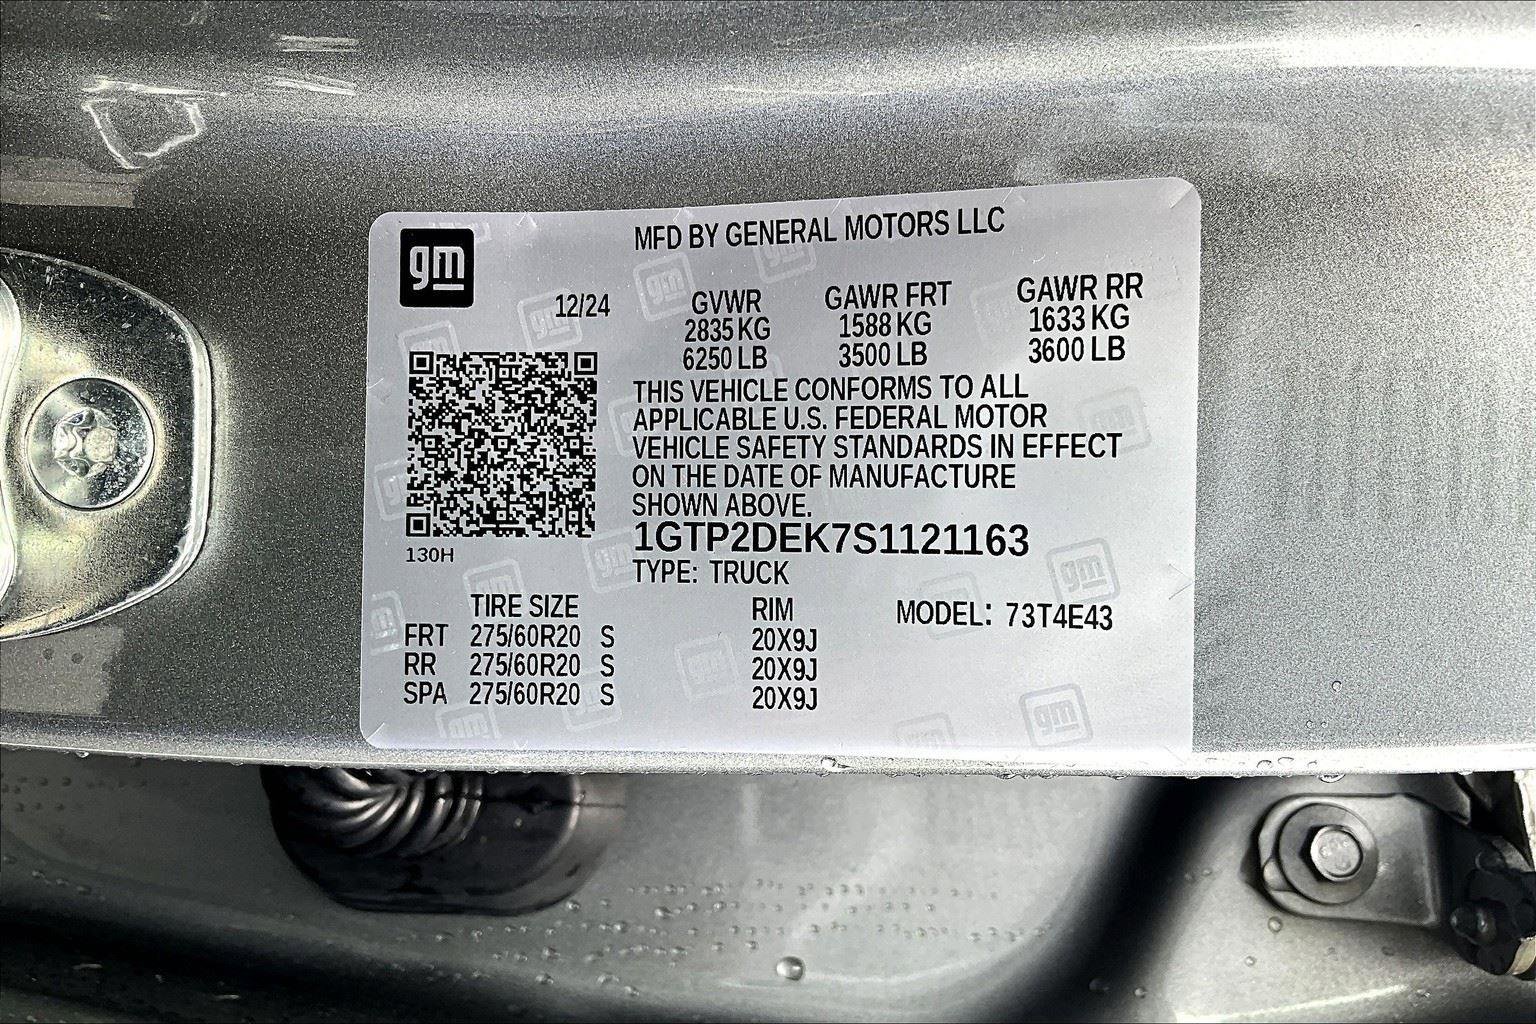 gm
MFD BY GENERAL MOTORS LLC
12/24
GVWR GAWR FRT GAWR RR
2835 KG 1588 KG 1633 KG
6250 LB 3500 LB 3600 LB
THIS VEHICLE CONFORMS TO ALL
APPLICABLE U.S. FEDERAL MOTOR
VEHICLE SAFETY STANDARDS IN EFFECT
ON THE DATE OF MANUFACTURE
SHOWN ABOVE.
1GTP2DEK7S1121163
130H
TYPE: TRUCK
TIRE SIZE RIM MODEL: 73T4E43
FRT 275/60R20 S 20X9J
RR 275/60R20 S 20X9J
SPA 275/60R20 S 20X9J